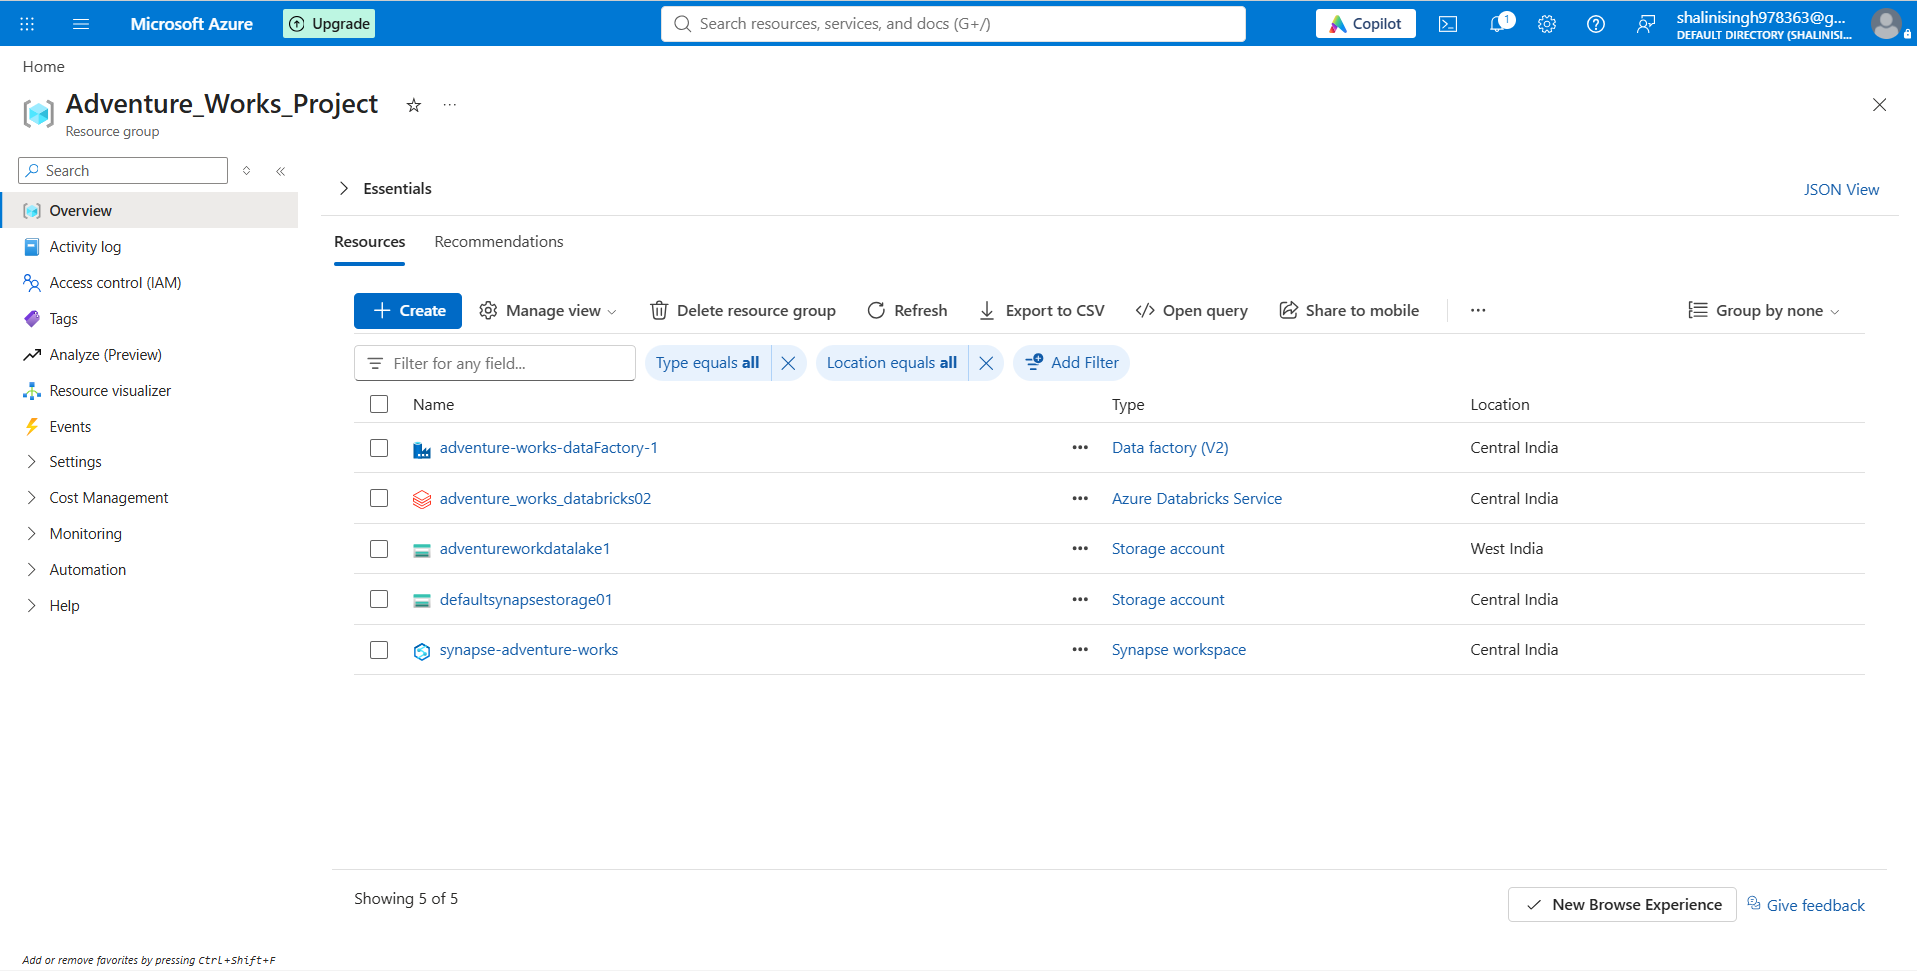 Microsoft Azure
Upgrade
Search resources, services, and docs (G+/)
Copilot
1
shalinisingh978363@g...
DEFAULT DIRECTORY (SHALINISI...
Home
Adventure_Works_Project
Resource group
Search
Overview
Activity log
Access control (IAM)
Tags
Analyze (Preview)
Resource visualizer
Events
Settings
Cost Management
Monitoring
Automation
Help
Essentials
JSON View
Resources Recommendations
Create Manage view Delete resource group Refresh Export to CSV Open query Share to mobile ... Group by none
Filter for any field... Type equals all Location equals all Add Filter
Name Type Location
adventure-works-dataFactory-1 ... Data factory (V2) Central India
adventure_works_databricks02 ... Azure Databricks Service Central India
adventureworkdatalake1 ... Storage account West India
defaultsynapsestorage01 ... Storage account Central India
synapse-adventure-works ... Synapse workspace Central India
Showing 5 of 5
New Browse Experience
Give feedback
Add or remove favorites by pressing Ctrl+Shift+F